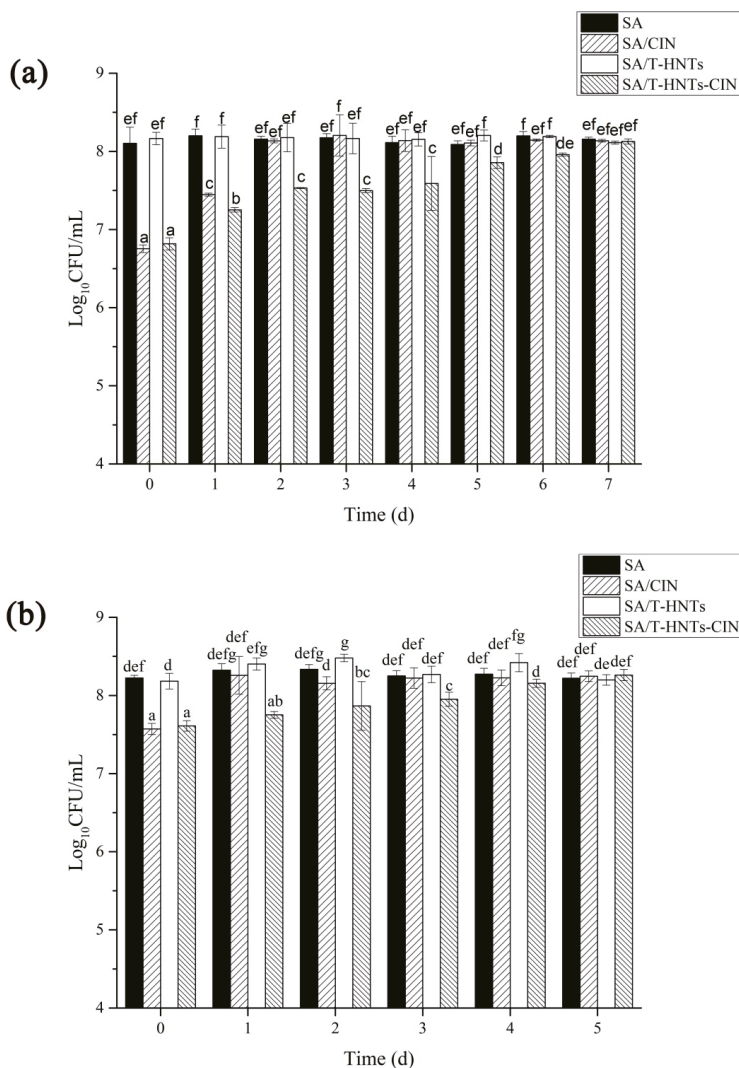 SA
SA/CIN
SA/T-HNTs
SA/T-HNTs-CIN
(a)
9
8
7
6
5
4
Log₁₀CFU/mL
ef a ef a
f c f b
ef ef ef c
ef f ef c
ef ef ef c
ef ef f d
f ef f de
ef ef ef ef
0 1 2 3 4 5 6 7
Time (d)
SA
SA/CIN
SA/T-HNTs
SA/T-HNTs-CIN
(b)
9
8
7
6
5
4
Log₁₀CFU/mL
def a d a
defg def efg ab
defg d g bc
def def def c
def def fg d
def def de def
0 1 2 3 4 5
Time (d)